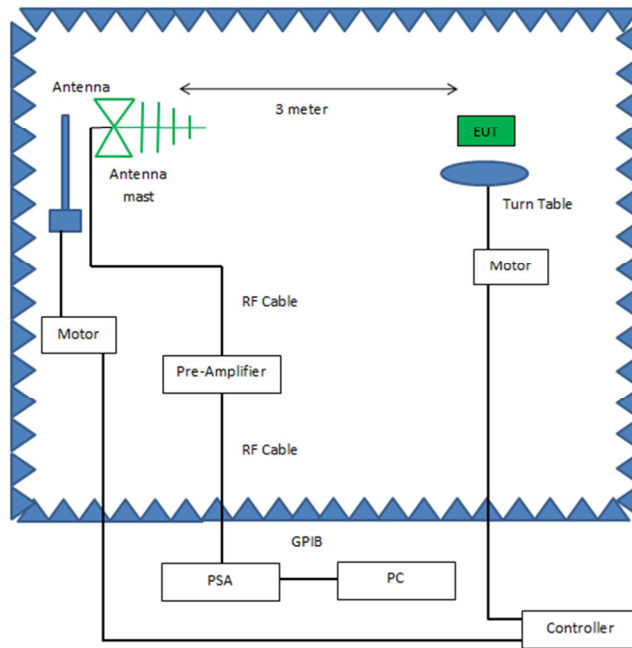 Antenna
3 meter
EUT
Antenna
mast
Turn Table
Motor
RF Cable
Motor
Pre-Amplifier
RF Cable
GPIB
PSA
PC
Controller